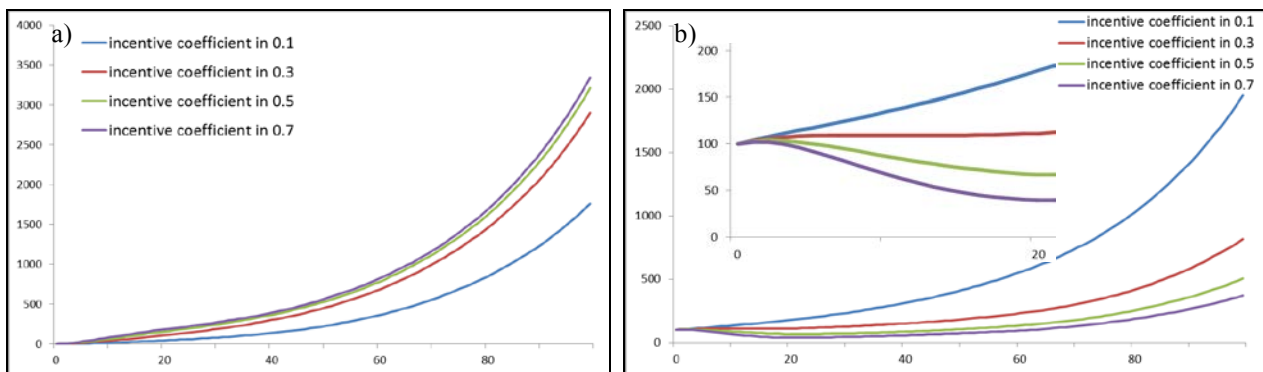 a)
incentive coefficient in 0.1
incentive coefficient in 0.3
incentive coefficient in 0.5
incentive coefficient in 0.7
4000
3500
3000
2500
2000
1500
1000
500
0
0 20 40 60 80
b)
incentive coefficient in 0.1
incentive coefficient in 0.3
incentive coefficient in 0.5
incentive coefficient in 0.7
200
150
100
50
0
0 20
2500
2000
1500
1000
500
0
0 20 40 60 80